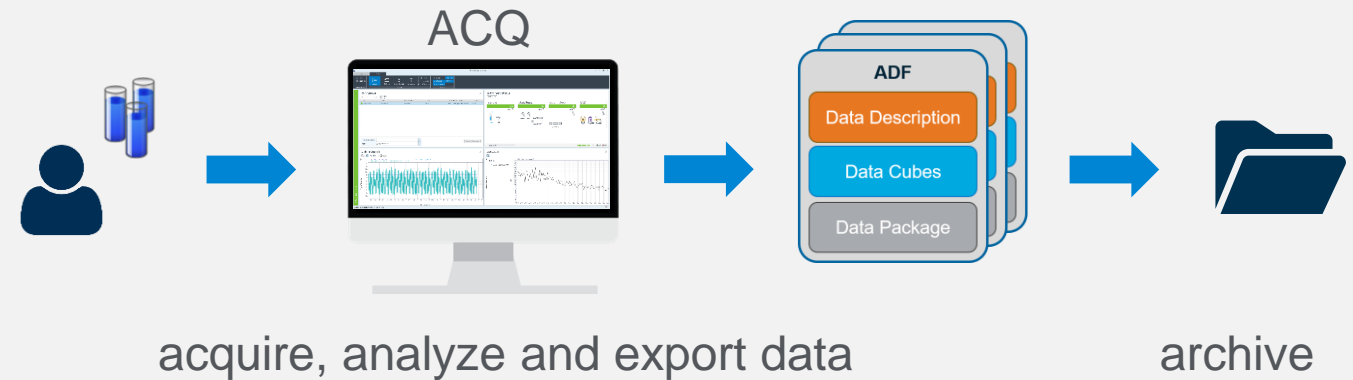 ACQ
ADF
Data Description
Data Cubes
Data Package
acquire, analyze and export data
archive